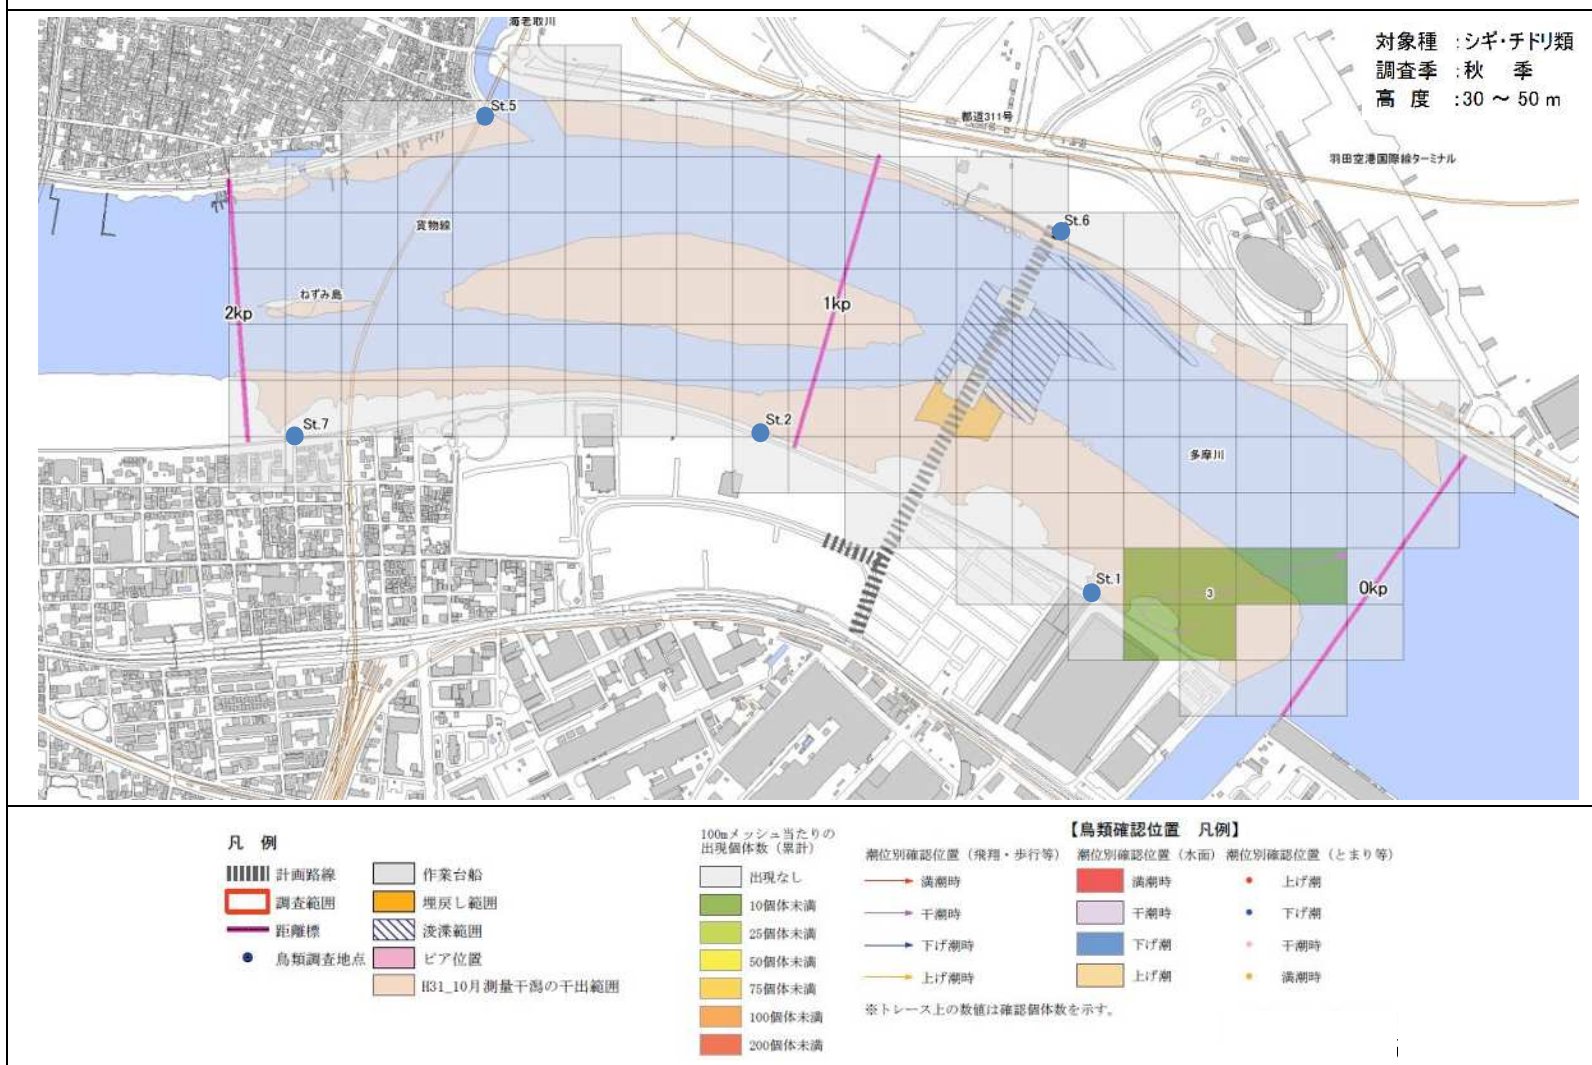 海老取川
対象種 :シギ・チドリ類
調査季 :秋 季
高 度 :30 ~ 50 m
St.5
都道311号
羽田空港国際線ターミナル
St.6
貨物線
ねずみ島
2kp
1kp
St.7
St.2
多摩川
St.1
3
0kp
凡 例
計画路線
作業台船
調査範囲
埋戻し範囲
距離標
浚渫範囲
鳥類調査地点
ピア位置
H31_10月測量干潟の干出範囲
100mメッシュ当たりの
出現個体数（累計）
出現なし
10個体未満
25個体未満
50個体未満
75個体未満
100個体未満
200個体未満
【鳥類確認位置 凡例】
潮位別確認位置（飛翔・歩行等）
潮位別確認位置（水面）
潮位別確認位置（とまり等）
満潮時
満潮時
上げ潮
干潮時
干潮時
下げ潮
下げ潮時
下げ潮
干潮時
上げ潮時
上げ潮
満潮時
※トレース上の数値は確認個体数を示す。